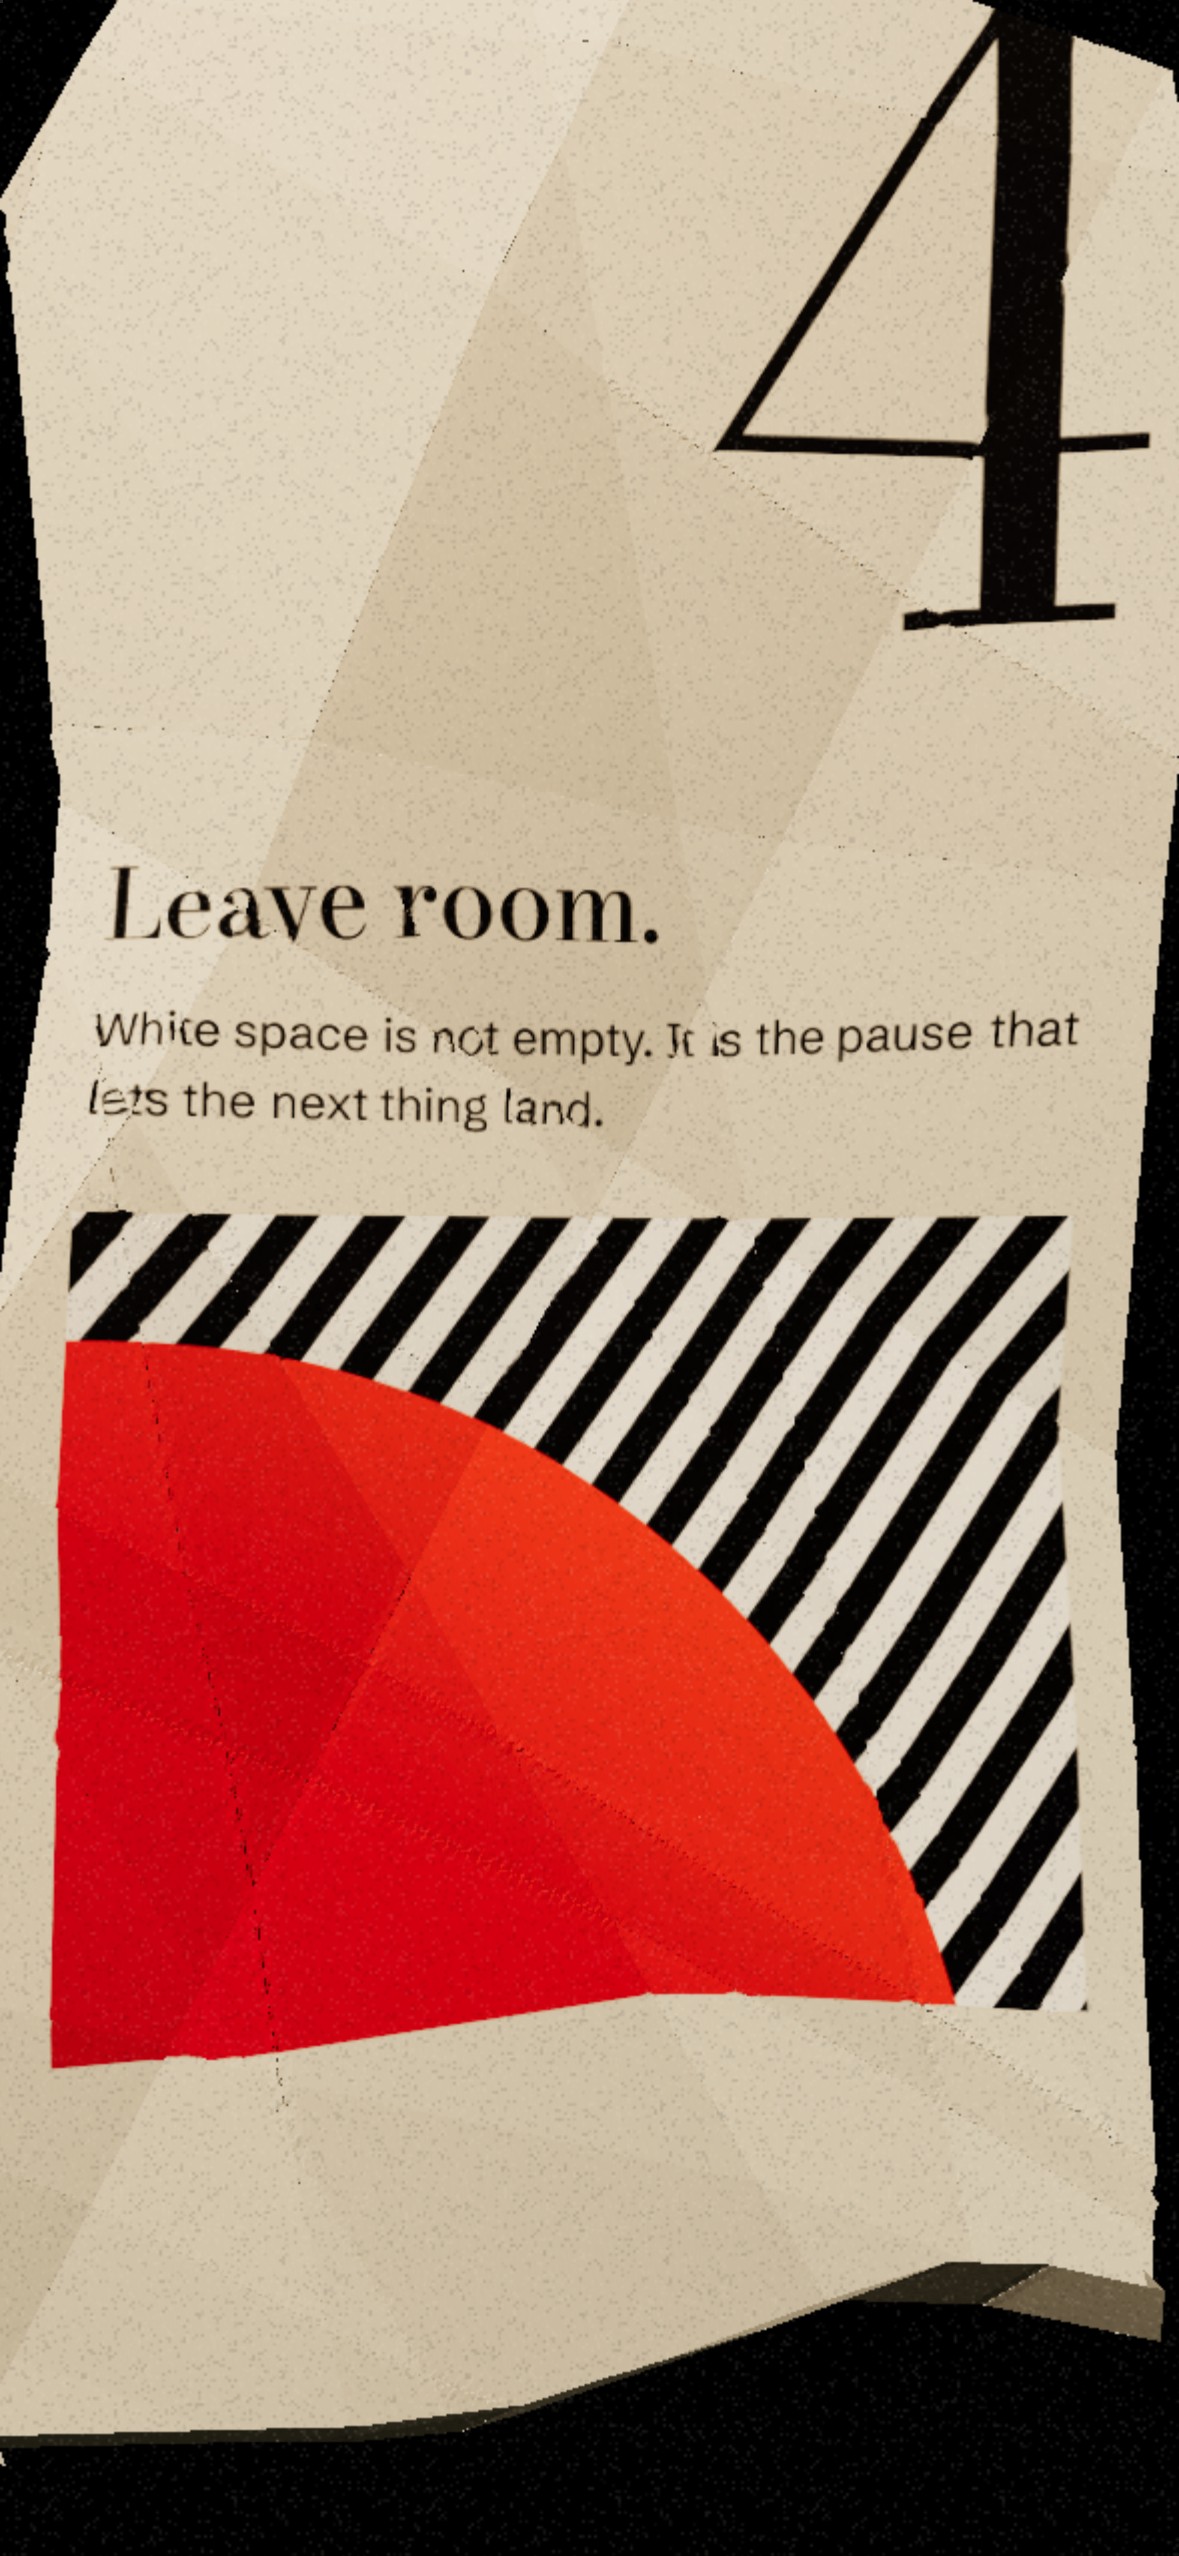 4
Leave room.
White space is not empty. It is the pause that
lets the next thing land.